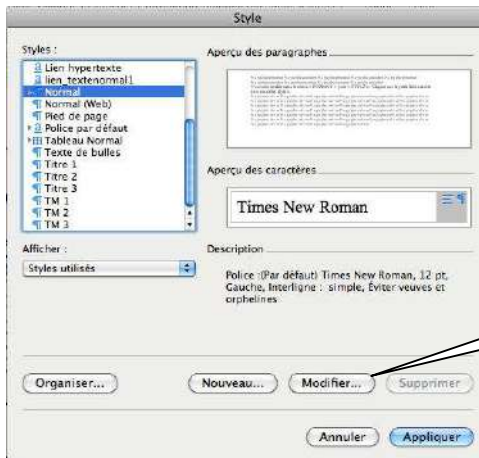 Style
Styles :
Lien hypertexte
lien_textenormal1
Normal
Normal (Web)
Pied de page
Police par défaut
Tableau Normal
Texte de bulles
Titre 1
Titre 2
Titre 3
TM 1
TM 2
TM 3
Afficher :
Styles utilisés
Aperçu des paragraphes
Aperçu des caractères
Times New Roman
Description
Police :(Par défaut) Times New Roman, 12 pt,
Gauche, Interligne : simple, Éviter veuves et
orphelines
Organiser...
Nouveau...
Modifier...
Supprimer
Annuler
Appliquer